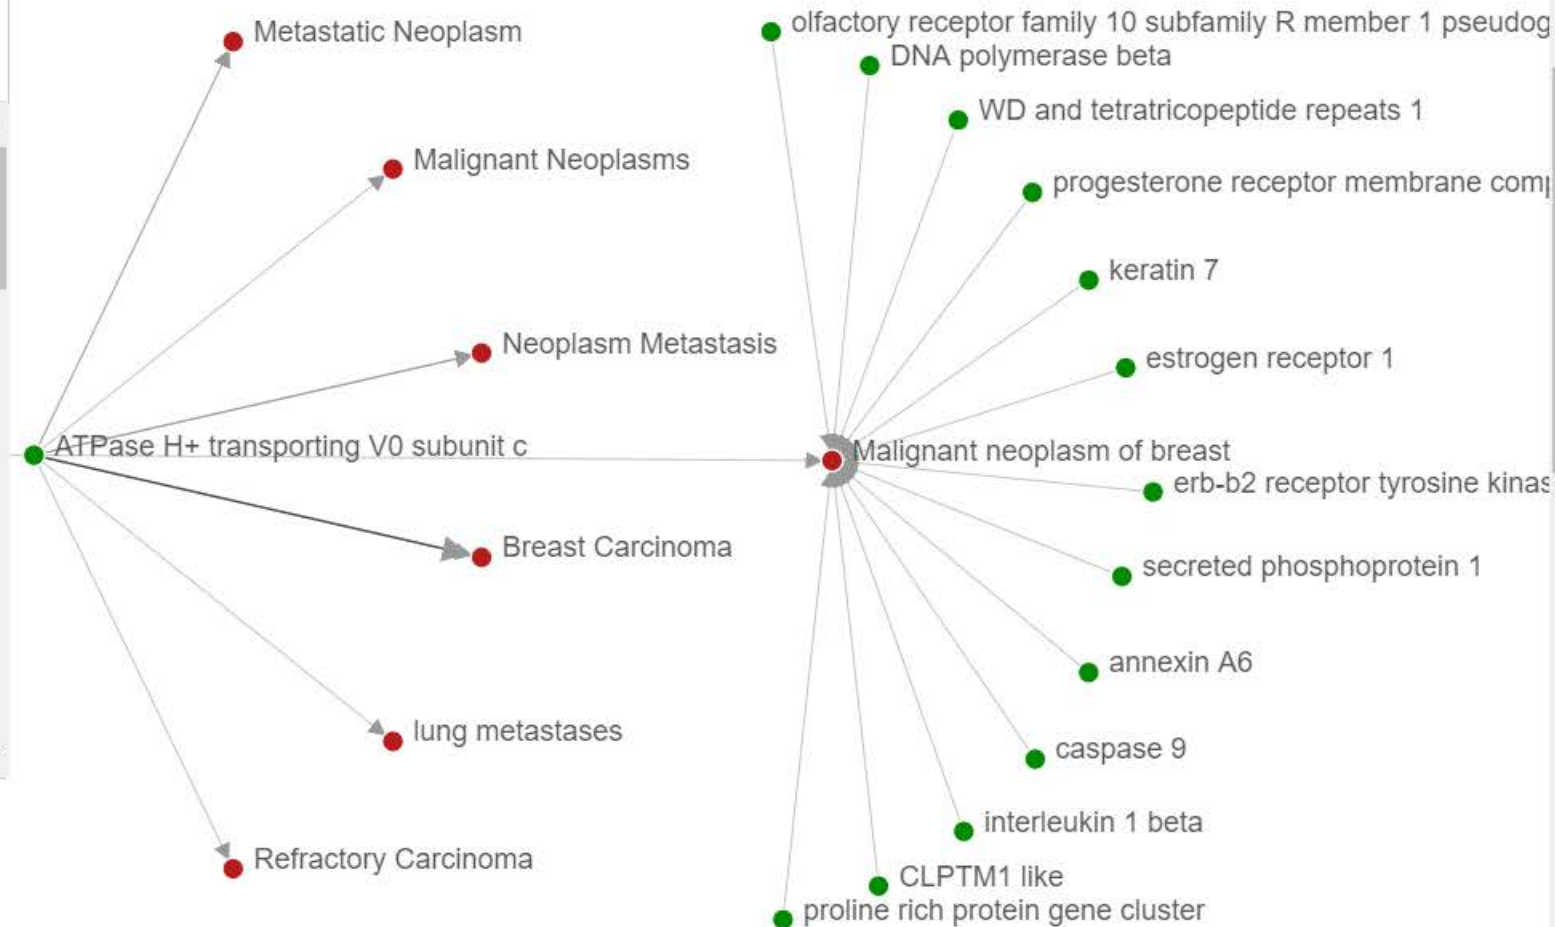 Metastatic Neoplasm
olfactory receptor family 10 subfamily R member 1 pseudog
DNA polymerase beta
WD and tetratricopeptide repeats 1
Malignant Neoplasms
progesterone receptor membrane comp
keratin 7
Neoplasm Metastasis
estrogen receptor 1
ATPase H+ transporting V0 subunit c
Malignant neoplasm of breast
erb-b2 receptor tyrosine kinas
Breast Carcinoma
secreted phosphoprotein 1
annexin A6
lung metastases
caspase 9
interleukin 1 beta
Refractory Carcinoma
CLPTM1 like
proline rich protein gene cluster